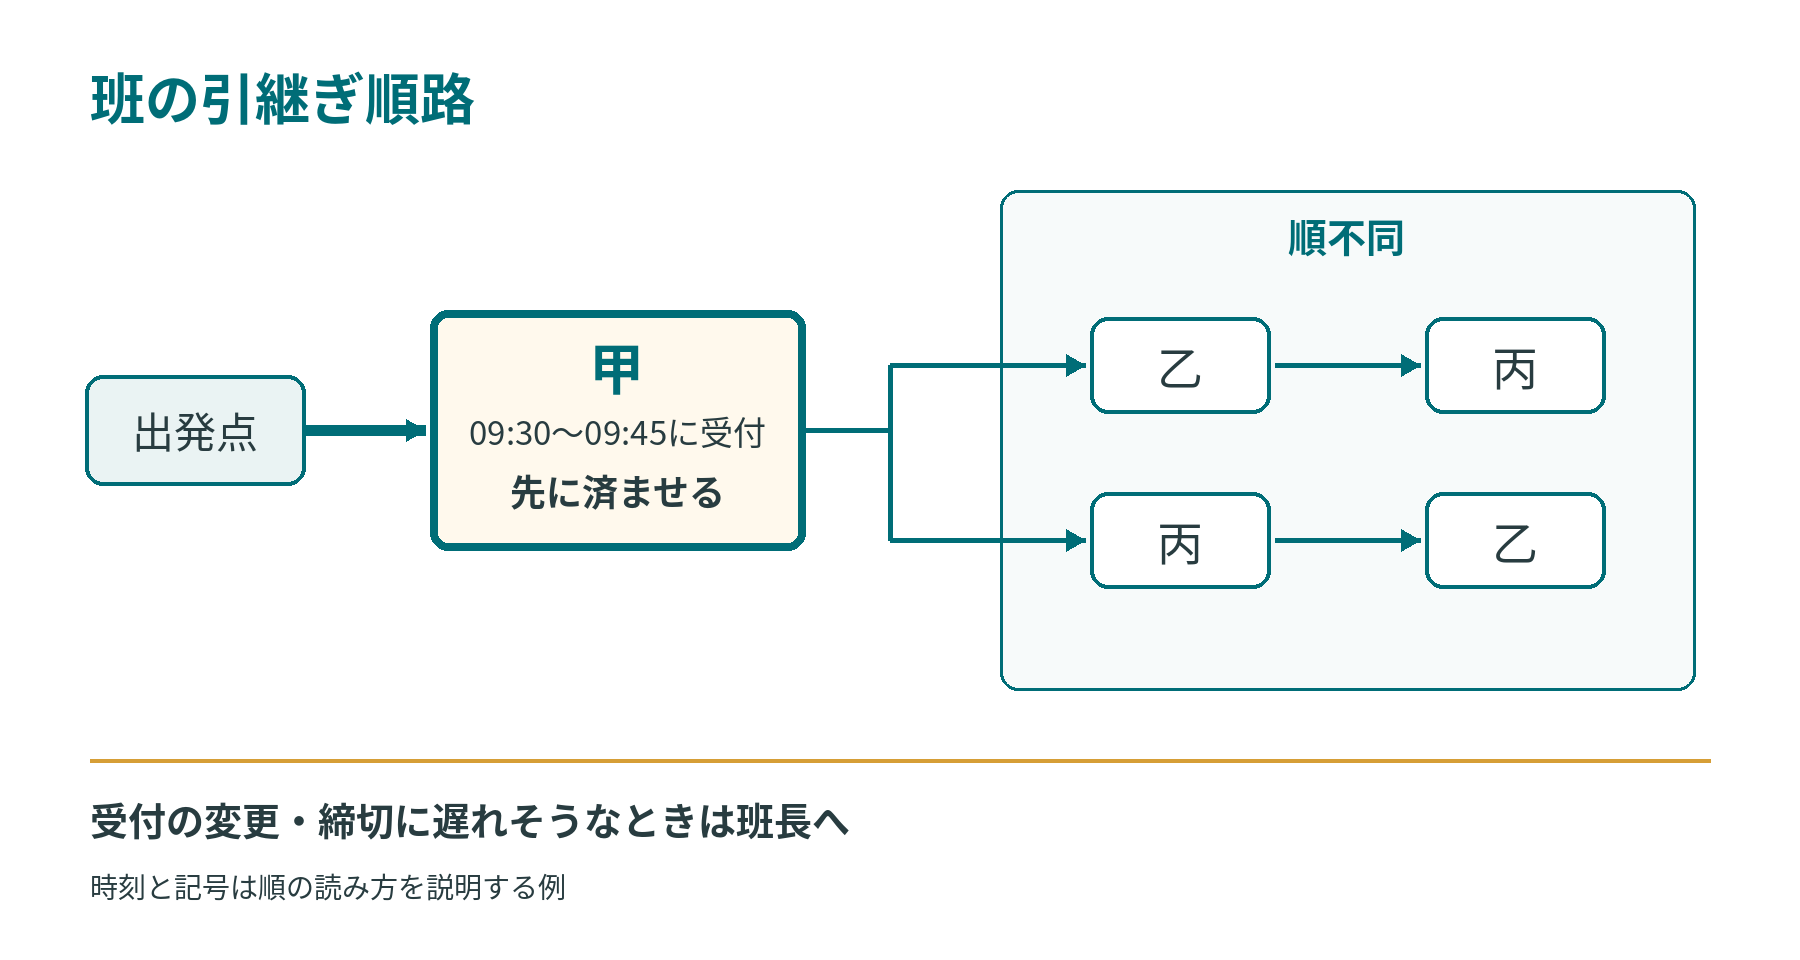 班の引継ぎ順路
順不同
出発点
甲
09:30～09:45に受付
先に済ませる
乙
丙
丙
乙
受付の変更・締切に遅れそうなときは班長へ
時刻と記号は順の読み方を説明する例